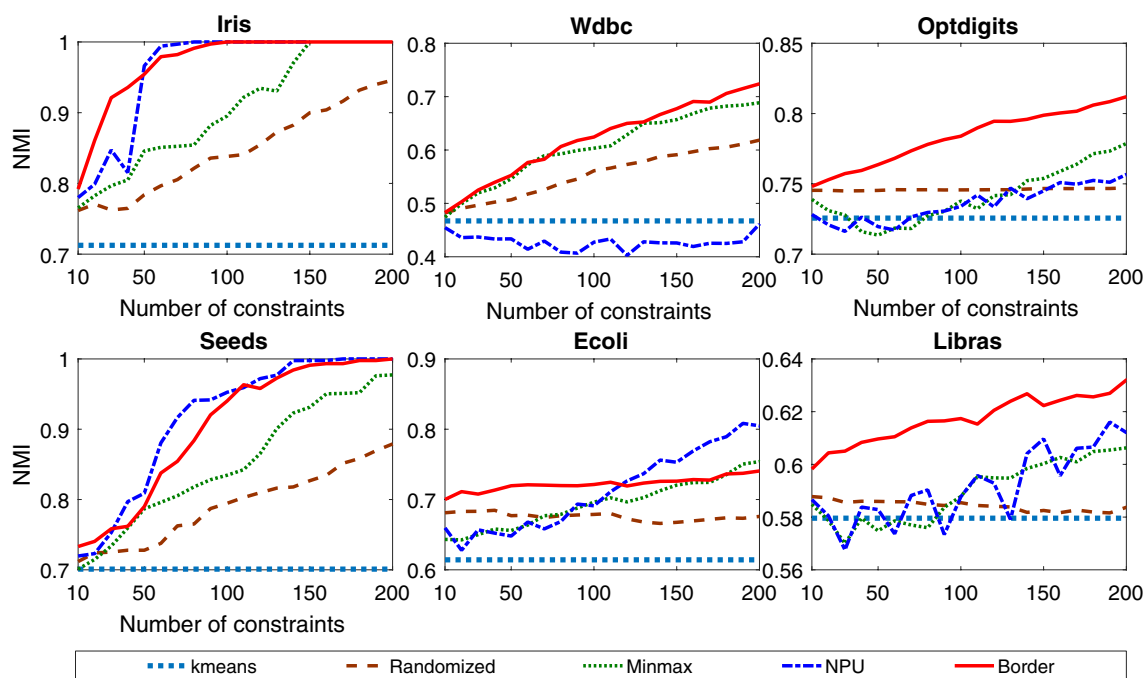 Iris
Wdbc
Optdigits
1
0.9
0.8
0.7
NMI
10 50 100 150 200
Number of constraints
0.8
0.7
0.6
0.5
0.4
10 50 100 150 200
Number of constraints
0.85
0.8
0.75
0.7
10 50 100 150 200
Number of constraints
Seeds
Ecoli
Libras
1
0.9
0.8
0.7
NMI
10 50 100 150 200
Number of constraints
0.9
0.8
0.7
0.6
10 50 100 150 200
0.64
0.62
0.6
0.58
0.56
10 50 100 150 200
kmeans Randomized Minmax NPU Border